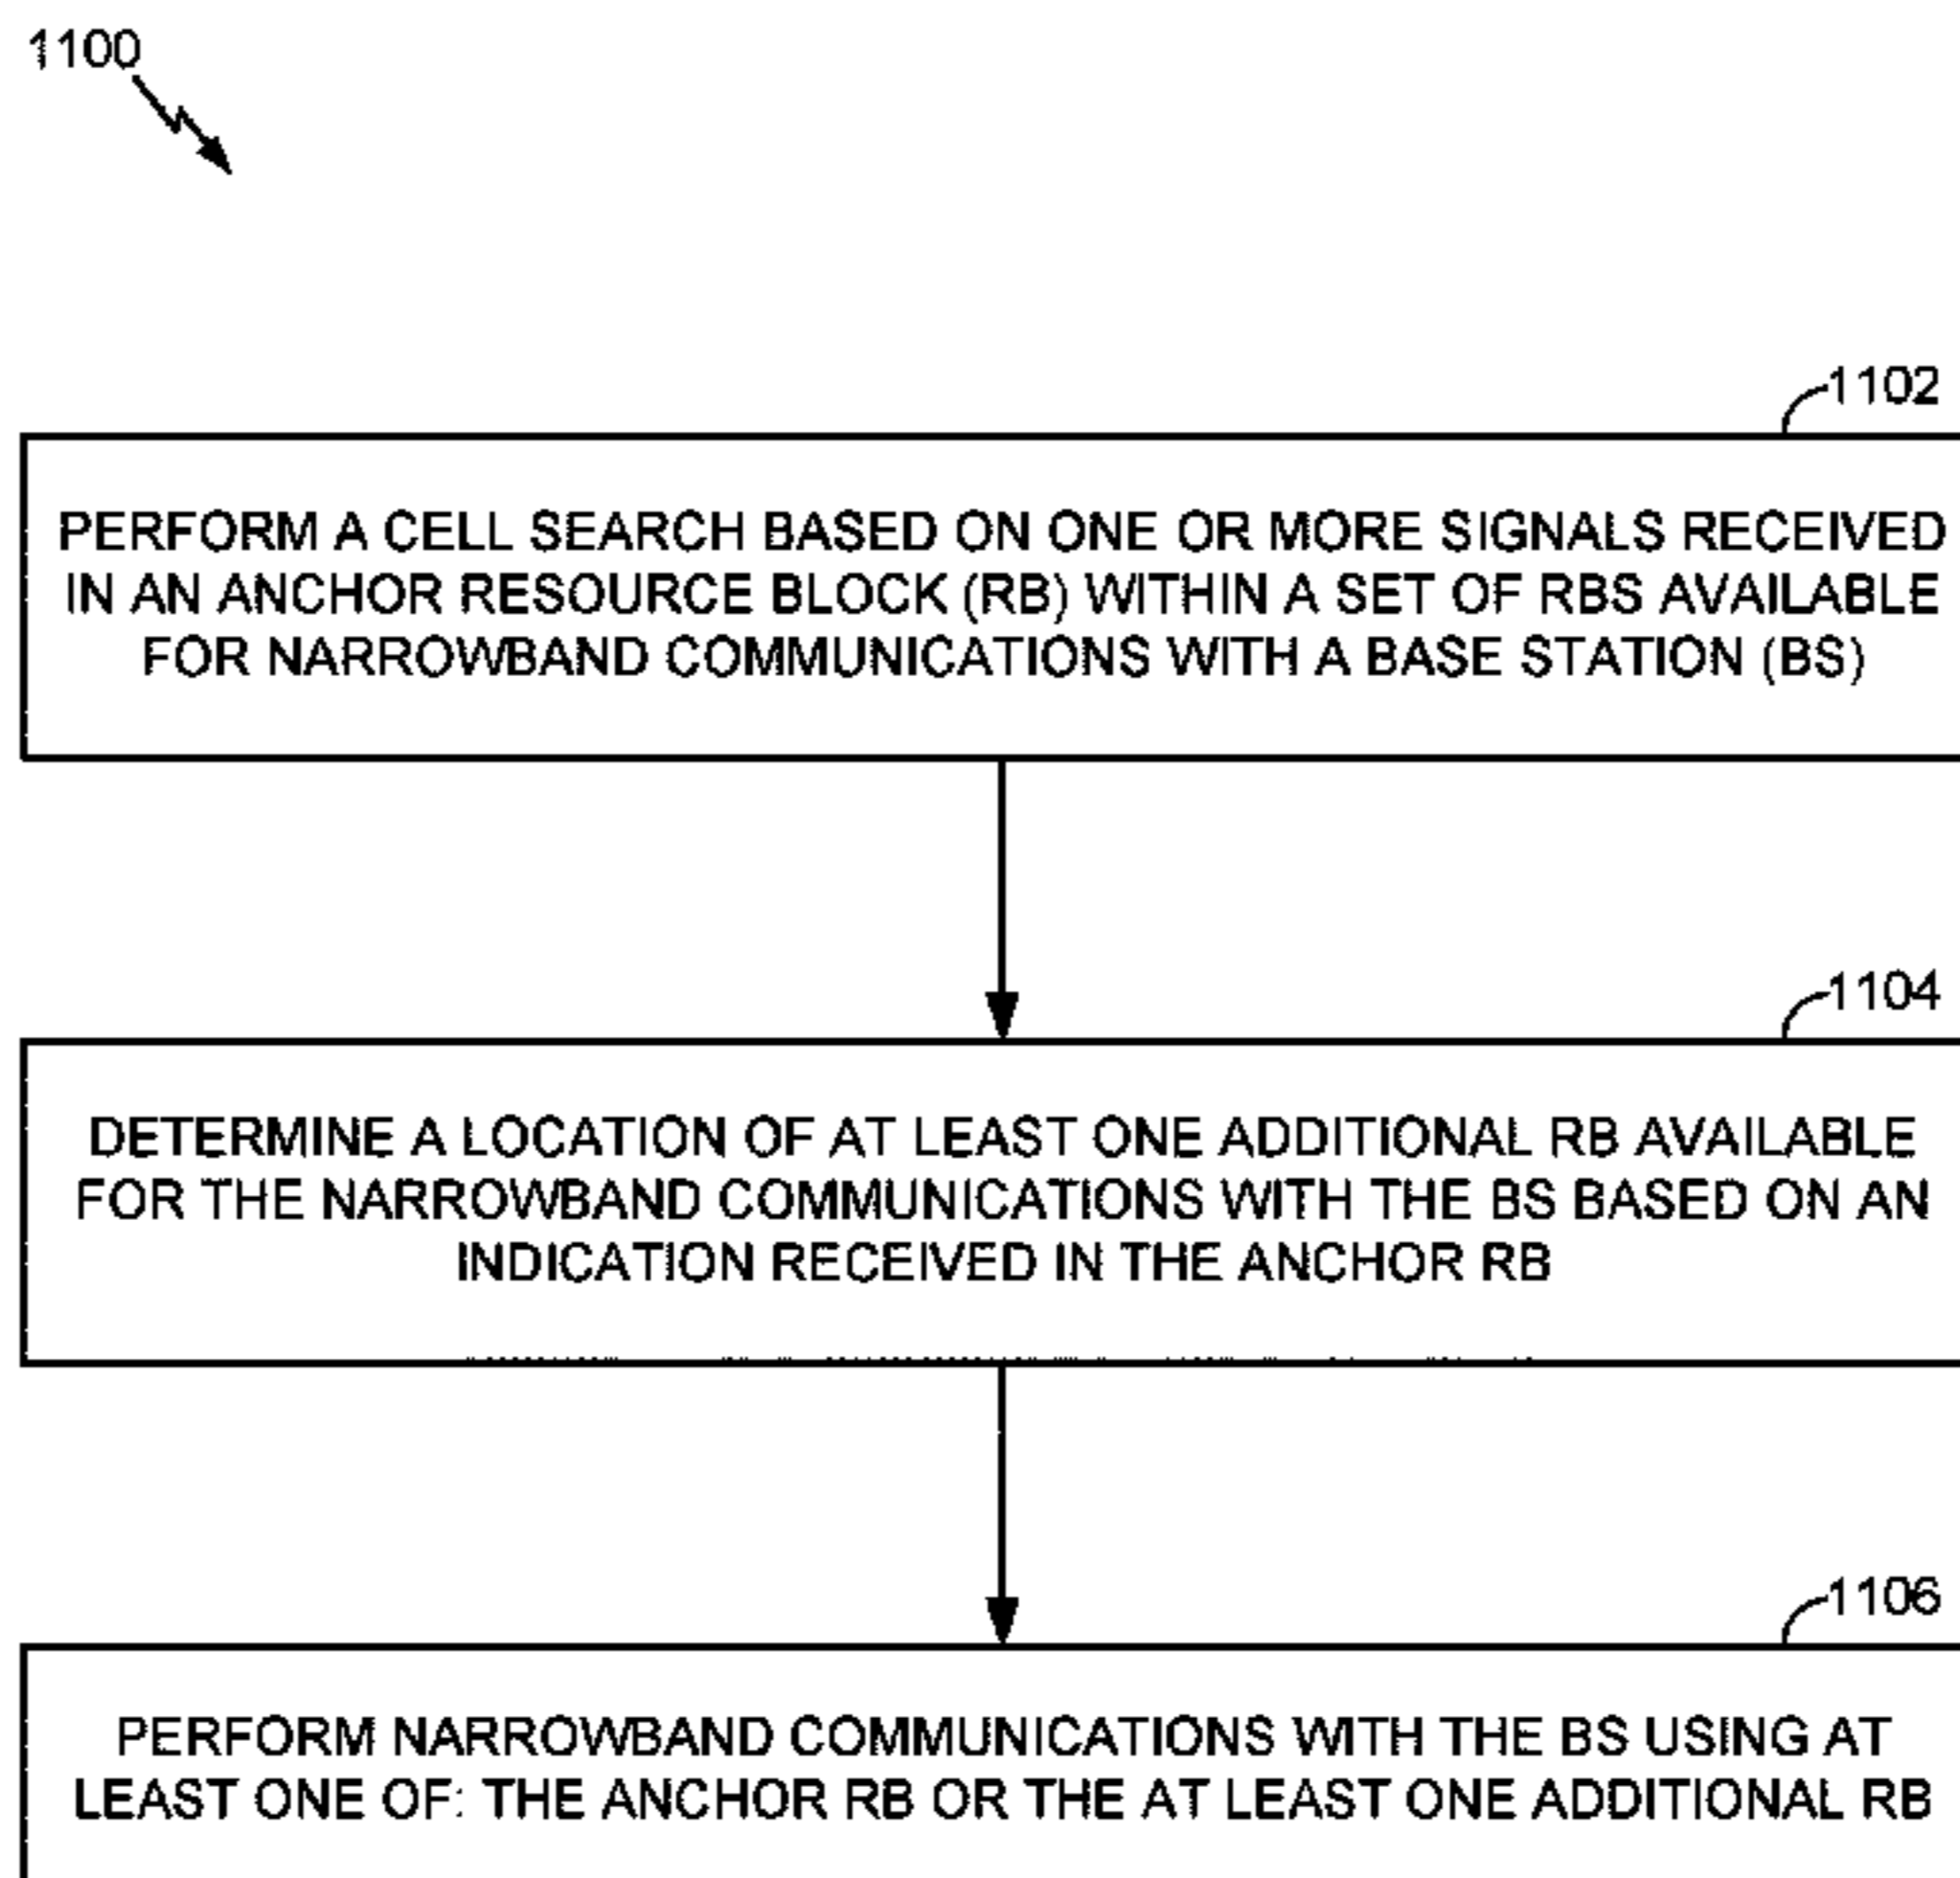 1100
1102
PERFORM A CELL SEARCH BASED ON ONE OR MORE SIGNALS RECEIVED
IN AN ANCHOR RESOURCE BLOCK (RB) WITHIN A SET OF RBS AVAILABLE
FOR NARROWBAND COMMUNICATIONS WITH A BASE STATION (BS)
1104
DETERMINE A LOCATION OF AT LEAST ONE ADDITIONAL RB AVAILABLE
FOR THE NARROWBAND COMMUNICATIONS WITH THE BS BASED ON AN
INDICATION RECEIVED IN THE ANCHOR RB
1106
PERFORM NARROWBAND COMMUNICATIONS WITH THE BS USING AT
LEAST ONE OF: THE ANCHOR RB OR THE AT LEAST ONE ADDITIONAL RB